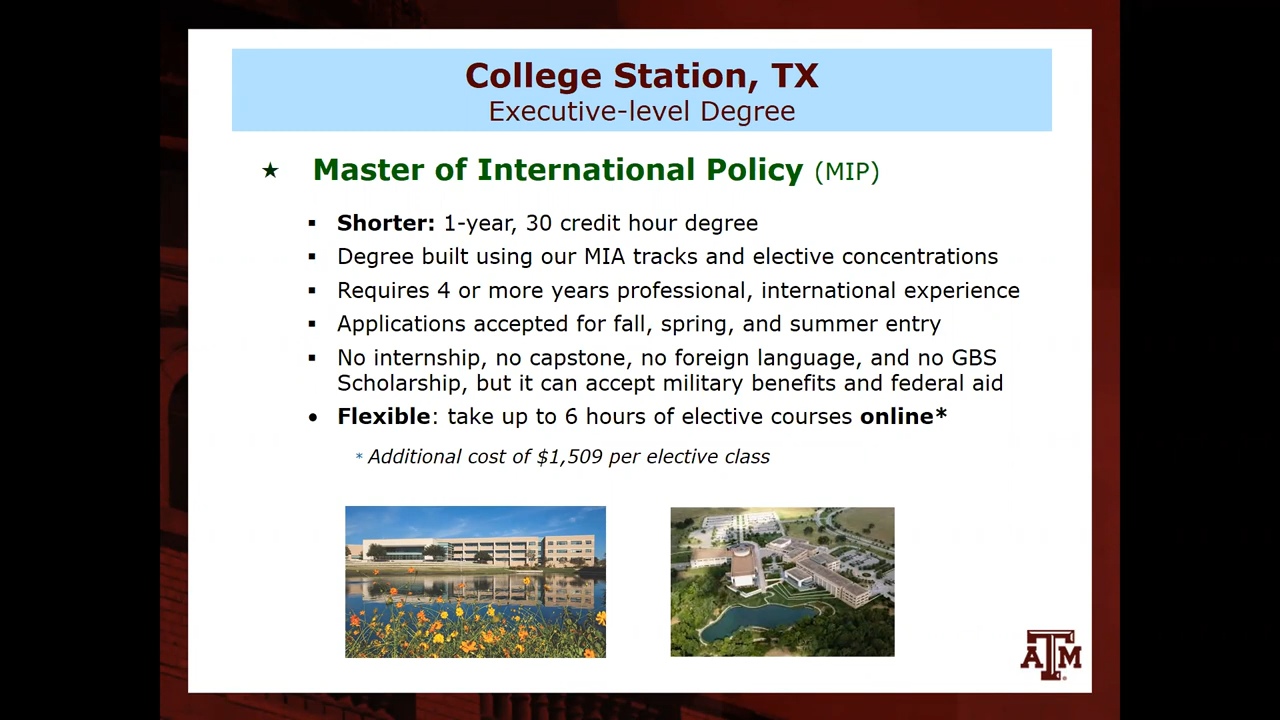 College Station, TX
Executive-level Degree
★ Master of International Policy (MIP)
▪ Shorter: 1-year, 30 credit hour degree
▪ Degree built using our MIA tracks and elective concentrations
▪ Requires 4 or more years professional, international experience
▪ Applications accepted for fall, spring, and summer entry
▪ No internship, no capstone, no foreign language, and no GBS
Scholarship, but it can accept military benefits and federal aid
• Flexible: take up to 6 hours of elective courses online*
* Additional cost of $1,509 per elective class
ATM